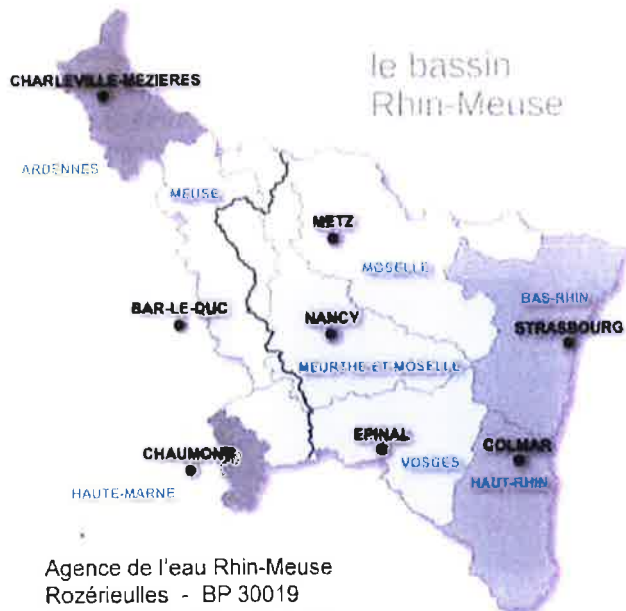 le bassin
Rhin-Meuse
CHARLEVILLE-MEZIERES
ARDENNES
MEUSE
METZ
MOSELLE
BAS-RHIN
BAR-LE-DUC
NANCY
STRASBOURG
MEURTHE ET MOSELLE
CHAUMONT
EPINAL
COLMAR
VOSGES
HAUT-RHIN
HAUTE-MARNE
Agence de l'eau Rhin-Meuse
Rozérieulles - BP 30019